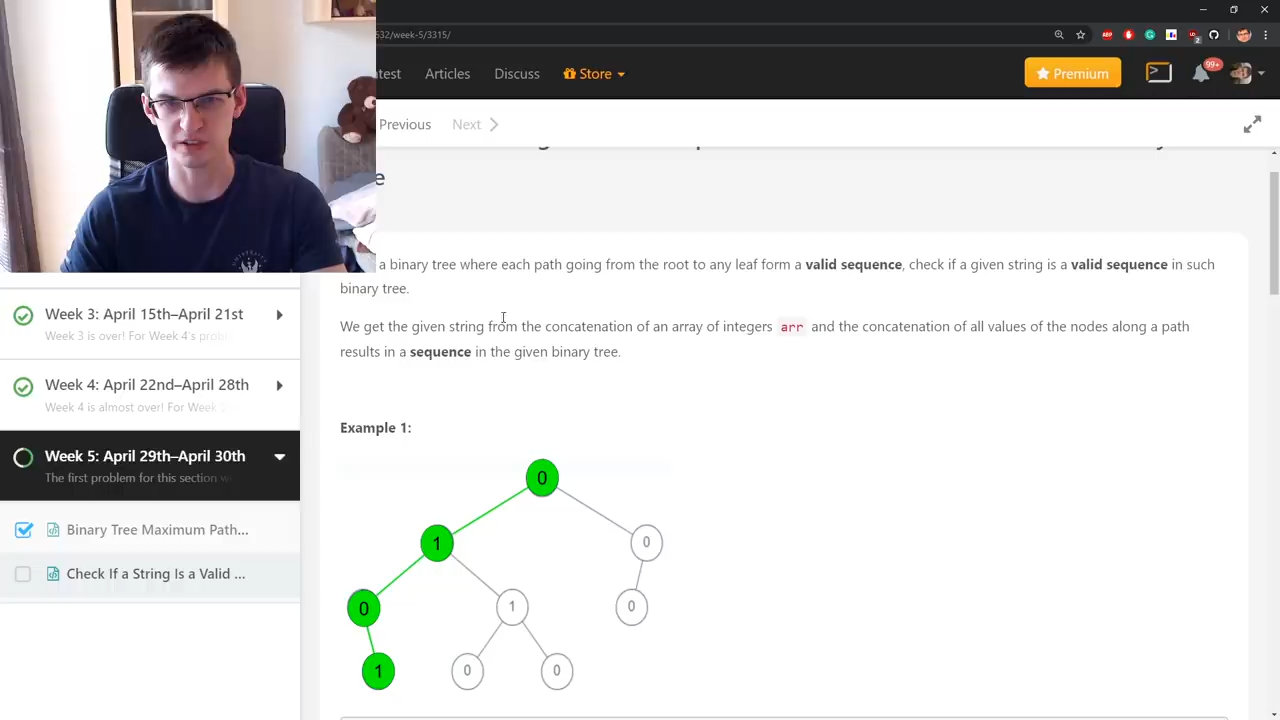 532/week-5/3315/
test Articles Discuss Store Premium 99+
Previous Next
e
a binary tree where each path going from the root to any leaf form a valid sequence, check if a given string is a valid sequence in such
binary tree.
We get the given string from the concatenation of an array of integers arr and the concatenation of all values of the nodes along a path
results in a sequence in the given binary tree.
Example 1:
0
1 0
0 1 0
1 0 0
Week 3: April 15th–April 21st
Week 3 is over! For Week 4's prob
Week 4: April 22nd–April 28th
Week 4 is almost over! For Week
Week 5: April 29th–April 30th
The first problem for this section w
Binary Tree Maximum Path...
Check If a String Is a Valid ...